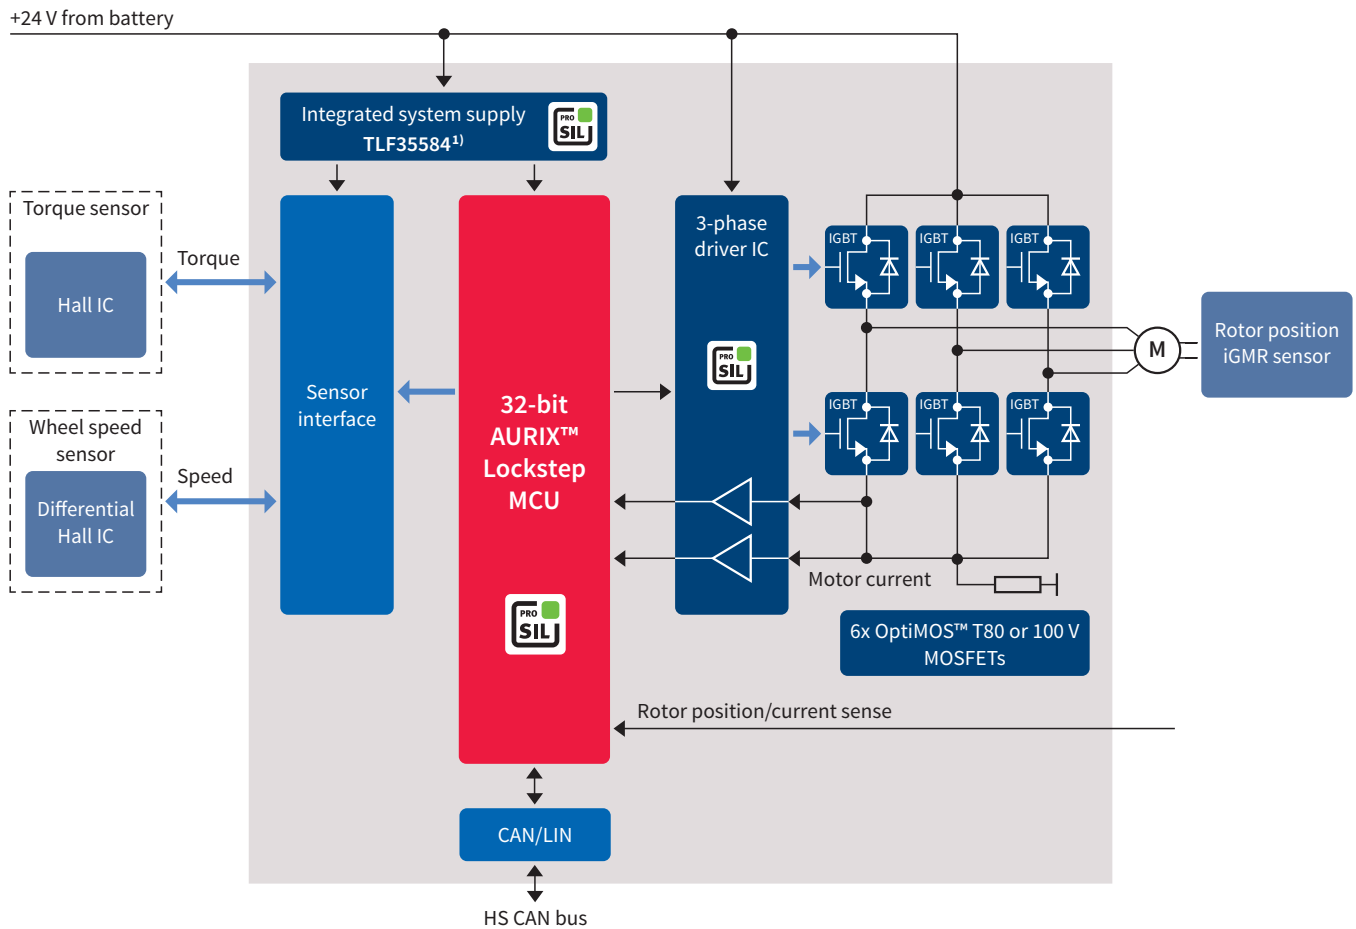 +24 V from battery
Integrated system supply
TLF35584¹⁾
PRO
SIL
Torque sensor
Hall IC
Torque
Wheel speed
sensor
Differential
Hall IC
Speed
Sensor
interface
32-bit
AURIX™
Lockstep
MCU
PRO
SIL
3-phase
driver IC
PRO
SIL
IGBT
IGBT
IGBT
IGBT
IGBT
IGBT
M
Rotor position
iGMR sensor
Motor current
6x OptiMOS™ T80 or 100 V
MOSFETs
Rotor position/current sense
CAN/LIN
HS CAN bus